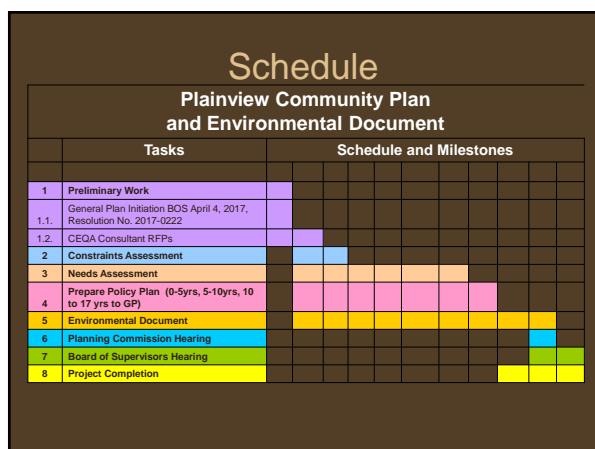 Schedule
Plainview Community Plan
and Environmental Document
Tasks Schedule and Milestones
1 Preliminary Work
General Plan Initiation BOS April 4, 2017,
1.1. Resolution No. 2017-0222
1.2. CEQA Consultant RFPs
2 Constraints Assessment
3 Needs Assessment
Prepare Policy Plan (0-5yrs, 5-10yrs, 10
4 to 17 yrs to GP)
5 Environmental Document
6 Planning Commission Hearing
7 Board of Supervisors Hearing
8 Project Completion